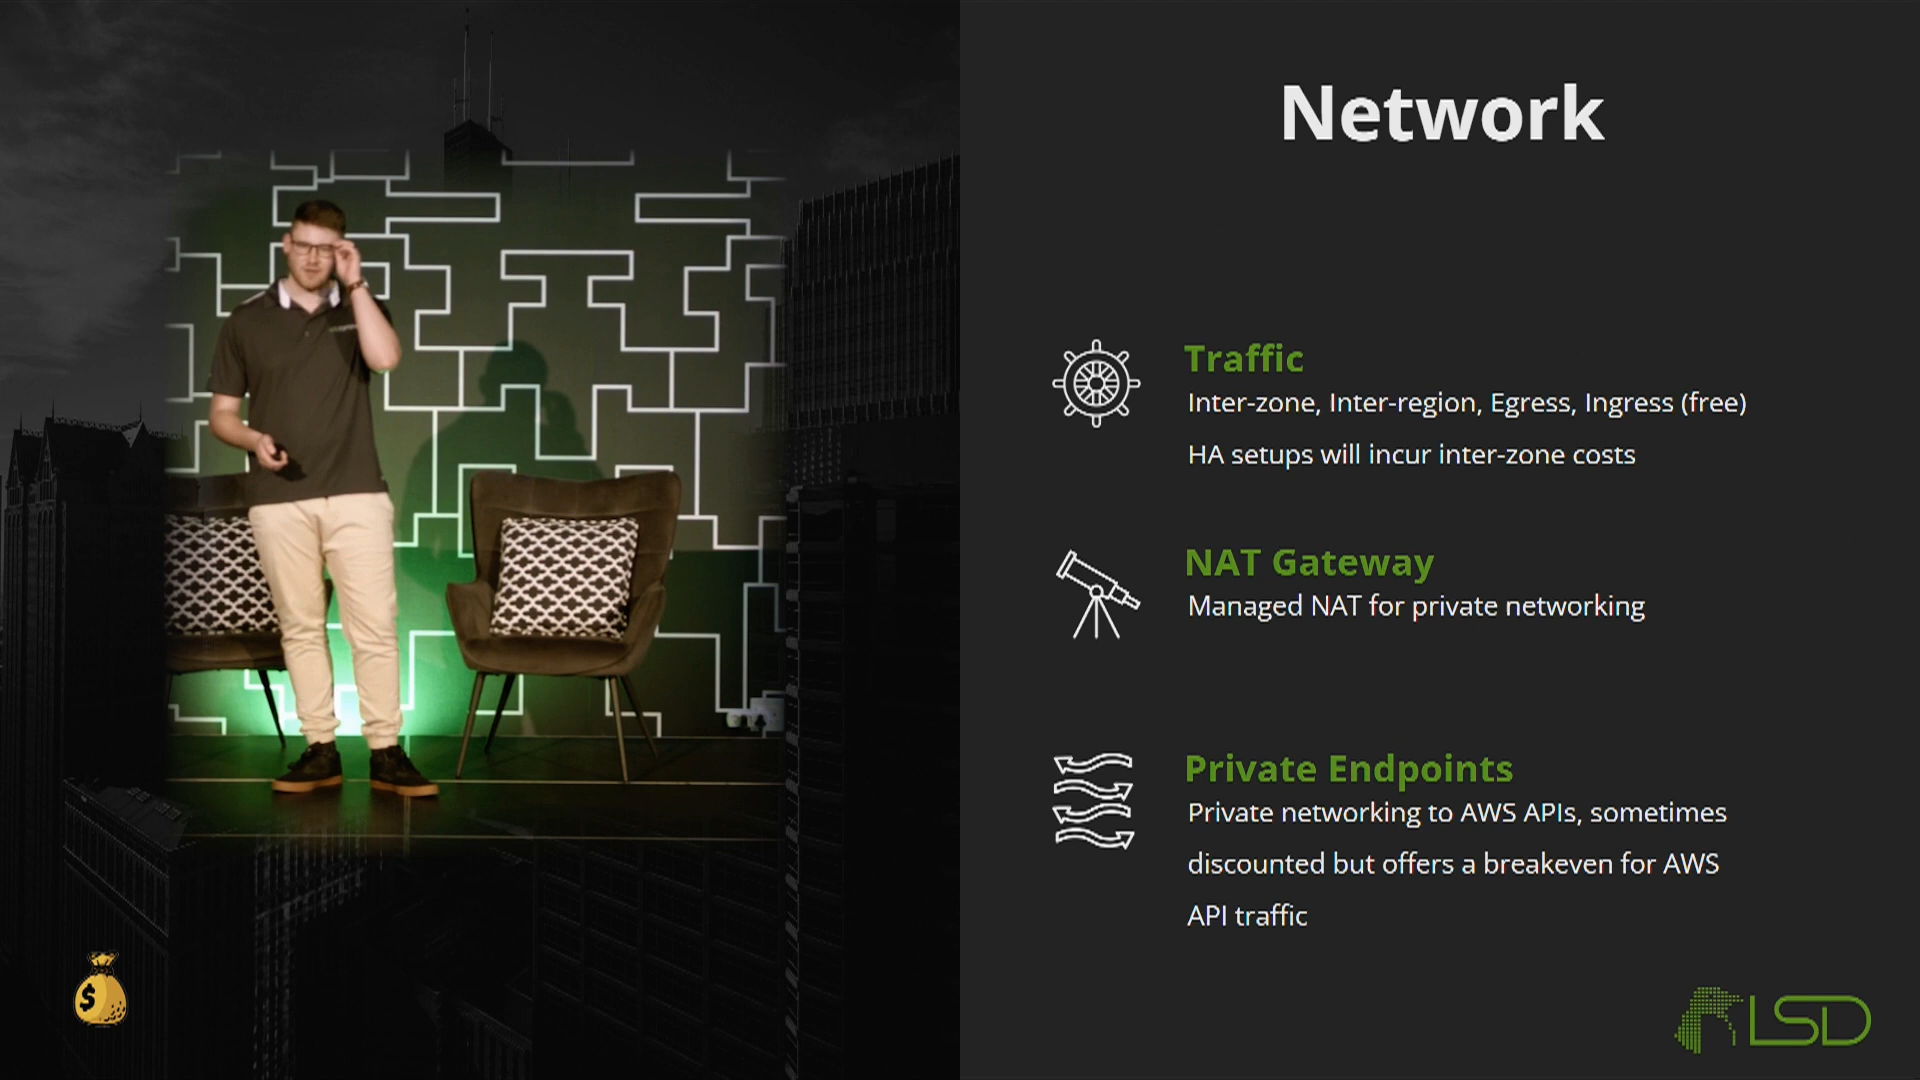 Network
Traffic
Inter-zone, Inter-region, Egress, Ingress (free)
HA setups will incur inter-zone costs
NAT Gateway
Managed NAT for private networking
Private Endpoints
Private networking to AWS APIs, sometimes
discounted but offers a breakeven for AWS
API traffic
$
LSD